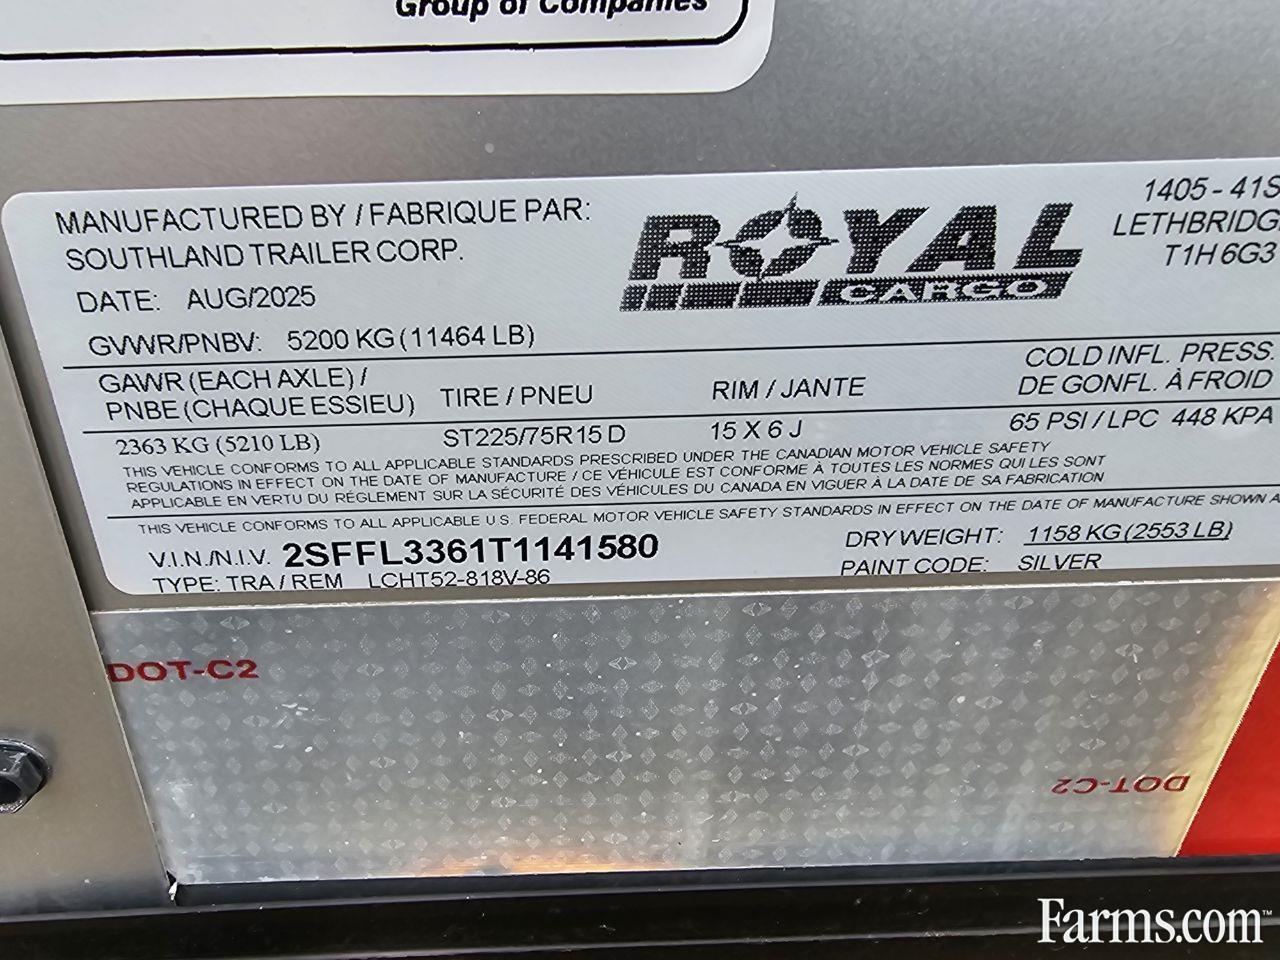 Group of Companies
MANUFACTURED BY / FABRIQUE PAR:
SOUTHLAND TRAILER CORP.
DATE: AUG/2025
GVWR/PNBV: 5200 KG (11464 LB)
ROYAL
CARGO
1405 - 41S
LETHBRIDG
T1H 6G3
GAWR (EACH AXLE) /
PNBE (CHAQUE ESSIEU)
TIRE / PNEU
RIM / JANTE
COLD INFL. PRESS.
DE GONFL. À FROID
2363 KG (5210 LB) ST225/75R15 D 15 X 6 J 65 PSI / LPC 448 KPA
THIS VEHICLE CONFORMS TO ALL APPLICABLE STANDARDS PRESCRIBED UNDER THE CANADIAN MOTOR VEHICLE SAFETY
REGULATIONS IN EFFECT ON THE DATE OF MANUFACTURE / CE VÉHICULE EST CONFORME À TOUTES LES NORMES QUI LES SONT
APPLICABLE EN VERTU DU RÉGLEMENT SUR LA SÉCURITÉ DES VÉHICULES DU CANADA EN VIGUER À LA DATE DE SA FABRICATION
THIS VEHICLE CONFORMS TO ALL APPLICABLE U.S. FEDERAL MOTOR VEHICLE SAFETY STANDARDS IN EFFECT ON THE DATE OF MANUFACTURE SHOWN A
V.I.N./N.I.V. 2SFFL3361T1141580
DRY WEIGHT: 1158 KG (2553 LB)
TYPE: TRA / REM LCHT52-818V-86
PAINT CODE: SILVER
DOT-C2
DOT-C2
Farms.com™